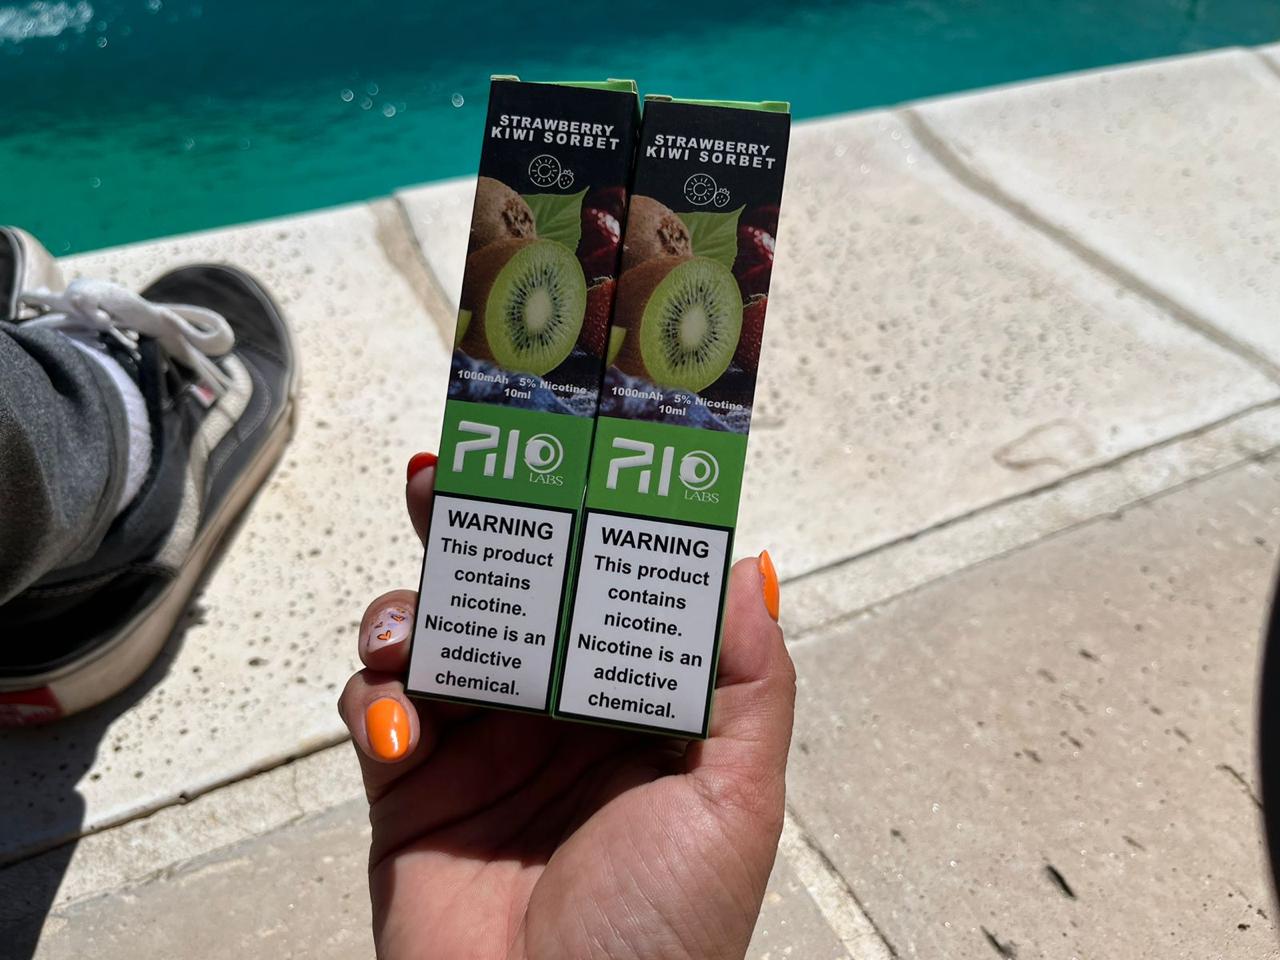 STRAWBERRY
KIWI SORBET
1000mAh 5% Nicotine
10ml
LABS
WARNING
This product
contains
nicotine.
Nicotine is an
addictive
chemical.
STRAWBERRY
KIWI SORBET
1000mAh 5% Nicotine
10ml
LABS
WARNING
This product
contains
nicotine.
Nicotine is an
addictive
chemical.